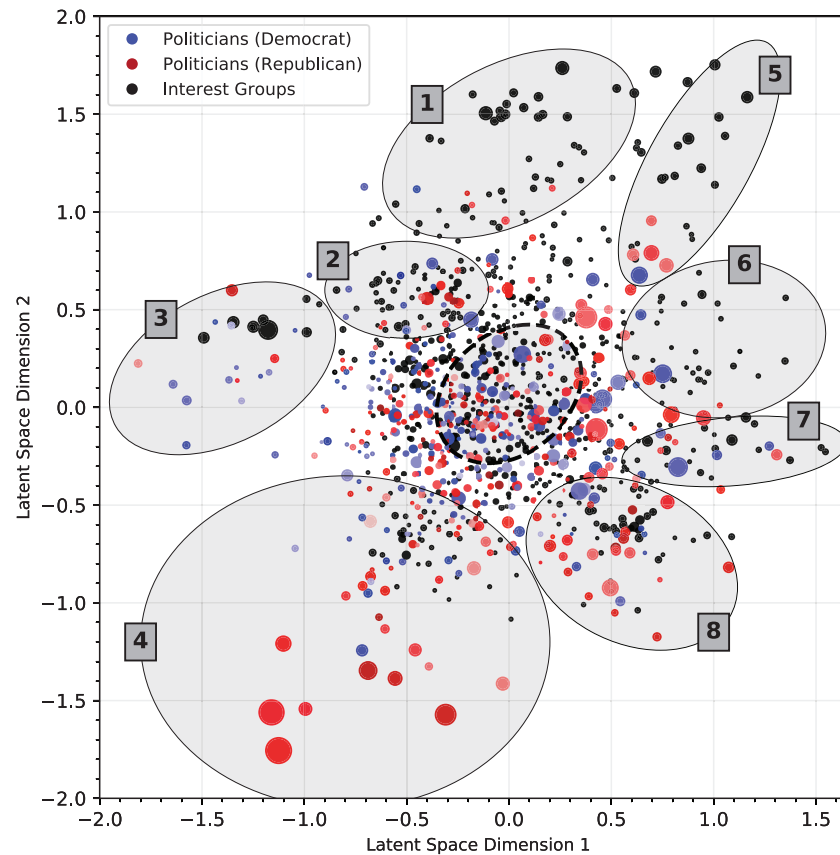 Politicians (Democrat)
Politicians (Republican)
Interest Groups
1
2
3
4
5
6
7
8
2.0
1.5
1.0
0.5
0.0
−0.5
−1.0
−1.5
−2.0
Latent Space Dimension 2
−2.0 −1.5 −1.0 −0.5 0.0 0.5 1.0 1.5
Latent Space Dimension 1